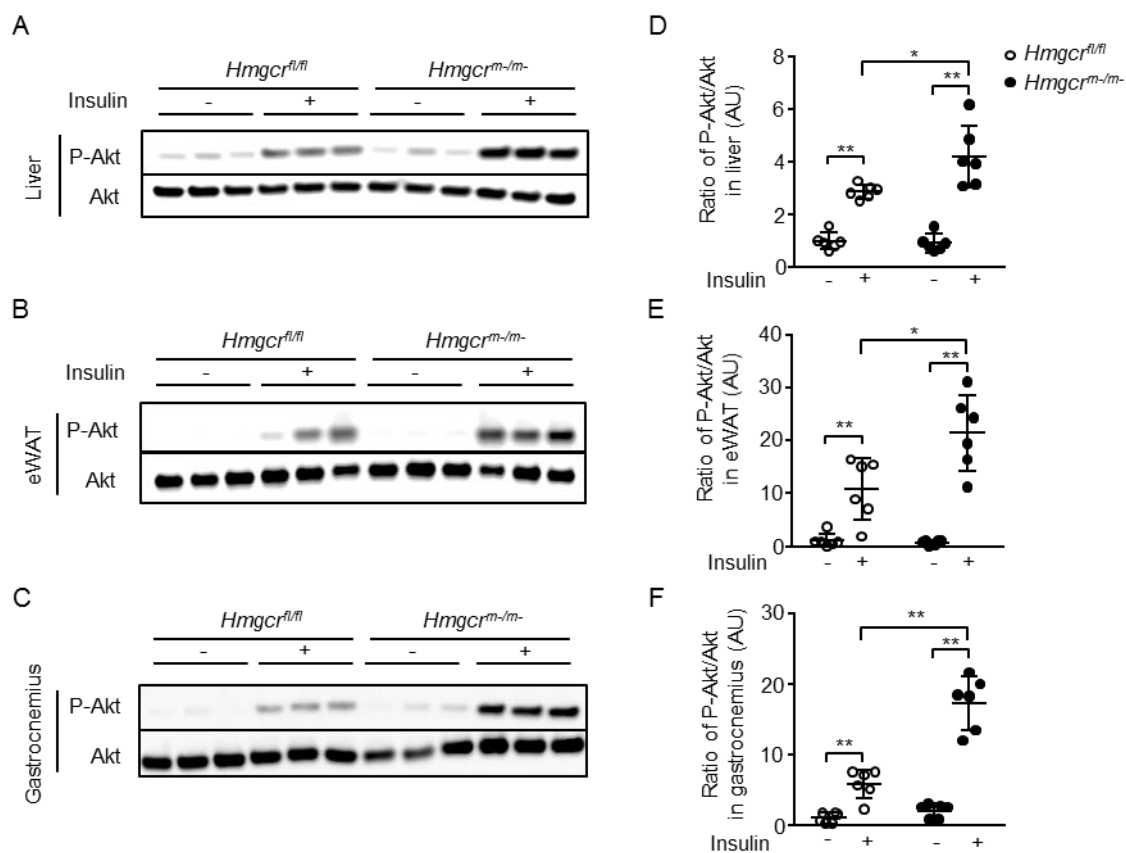 A
Hmgcr^fl/fl Hmgcr^m-/m-
Insulin - + - +
Liver
P-Akt
Akt
B
Hmgcr^fl/fl Hmgcr^m-/m-
Insulin - + - +
eWAT
P-Akt
Akt
C
Hmgcr^fl/fl Hmgcr^m-/m-
- + - +
Gastrocnemius
P-Akt
Akt
D
Ratio of P-Akt/Akt
in liver (AU)
8
6
4
2
0
* ** **
Insulin - + - +
Hmgcr^fl/fl
Hmgcr^m-/m-
E
Ratio of P-Akt/Akt
in eWAT (AU)
40
30
20
10
0
* ** **
Insulin - + - +
F
Ratio of P-Akt/Akt
in gastrocnemius (AU)
30
20
10
0
** ** **
Insulin - + - +